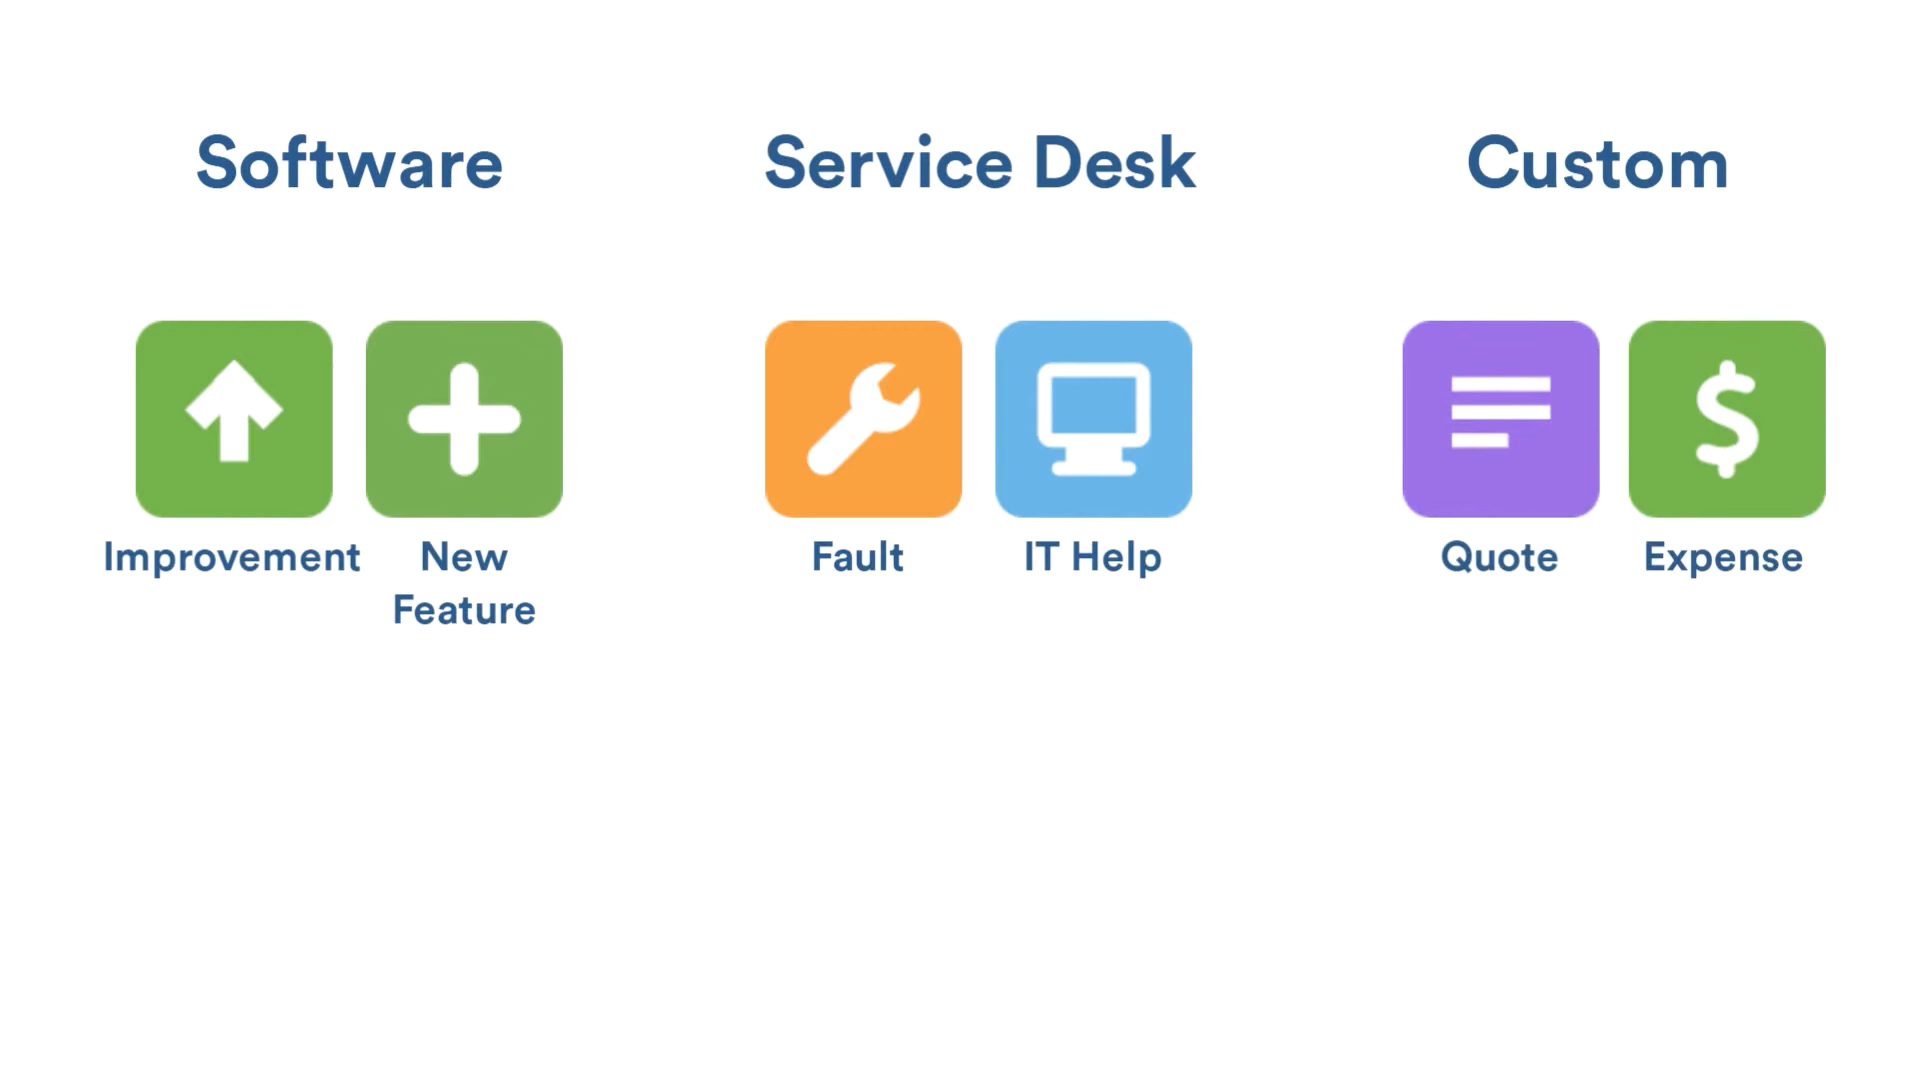 Software
Service Desk
Custom
Improvement
New
Feature
Fault
IT Help
Quote
Expense